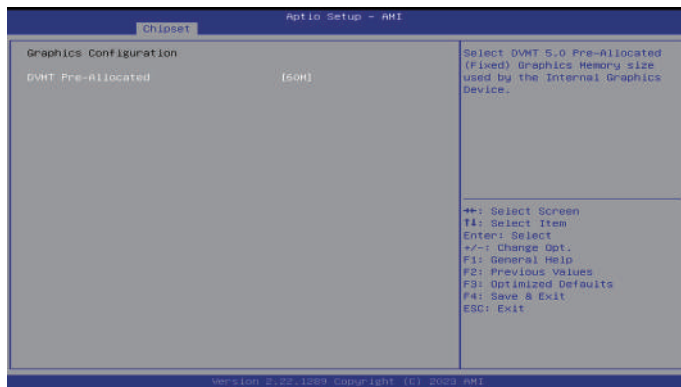 Aptio Setup - AMI
Chipset
Graphics Configuration
DVMT Pre-Allocated [60M]
Select DVMT 5.0 Pre-Allocated
(Fixed) Graphics Memory size
used by the Internal Graphics
Device.
→←: Select Screen
↑↓: Select Item
Enter: Select
+/-: Change Opt.
F1: General Help
F2: Previous Values
F3: Optimized Defaults
F4: Save & Exit
ESC: Exit
Version 2.22.1289 Copyright (C) 2023 AMI